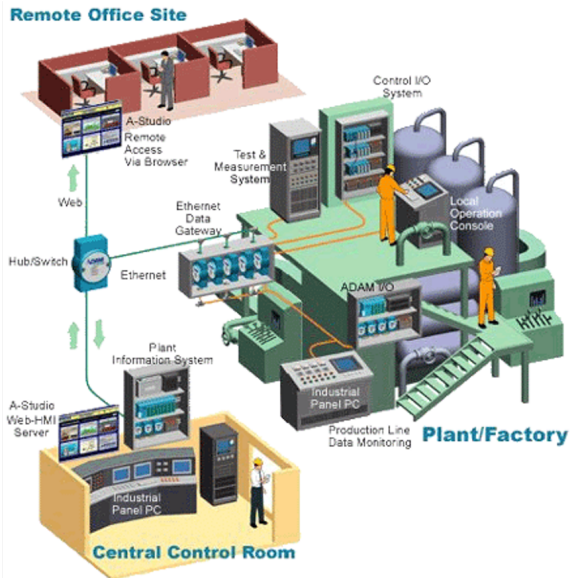 Remote Office Site
A-Studio
Remote
Access
Via Browser
Web
Control I/O
System
Test &
Measurement
System
Local
Operation
Console
Ethernet
Data
Gateway
Hub/Switch
Ethernet
ADAM I/O
Plant
Information System
Industrial
Panel PC
A-Studio
Web-HMI
Server
Production Line
Data Monitoring
Plant/Factory
Industrial
Panel PC
Central Control Room